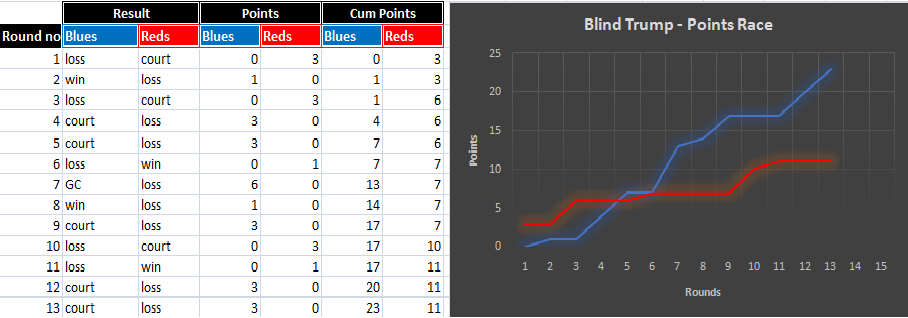 Result Points Cum Points
Round no Blues Reds Blues Reds Blues Reds
1 loss court 0 3 0 3
2 win loss 1 0 1 3
3 loss court 0 3 1 6
4 court loss 3 0 4 6
5 court loss 3 0 7 6
6 loss win 0 1 7 7
7 GC loss 6 0 13 7
8 win loss 1 0 14 7
9 court loss 3 0 17 7
10 loss court 0 3 17 10
11 loss win 0 1 17 11
12 court loss 3 0 20 11
13 court loss 3 0 23 11
Blind Trump - Points Race
25
20
15
10
5
0
Points
1 2 3 4 5 6 7 8 9 10 11 12 13 14 15
Rounds